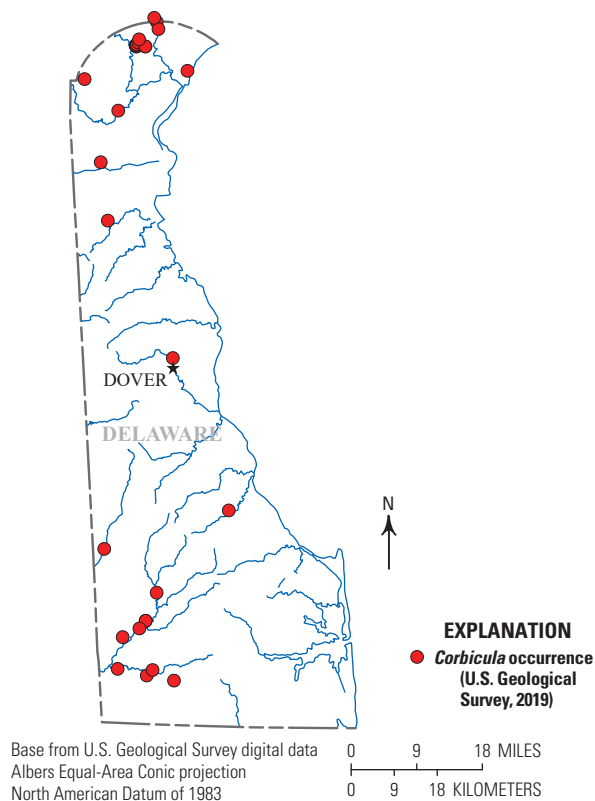 DOVER
DELAWARE
N
EXPLANATION
Corbicula occurrence
(U.S. Geological
Survey, 2019)
Base from U.S. Geological Survey digital data
Albers Equal-Area Conic projection
North American Datum of 1983
0 9 18 MILES
0 9 18 KILOMETERS